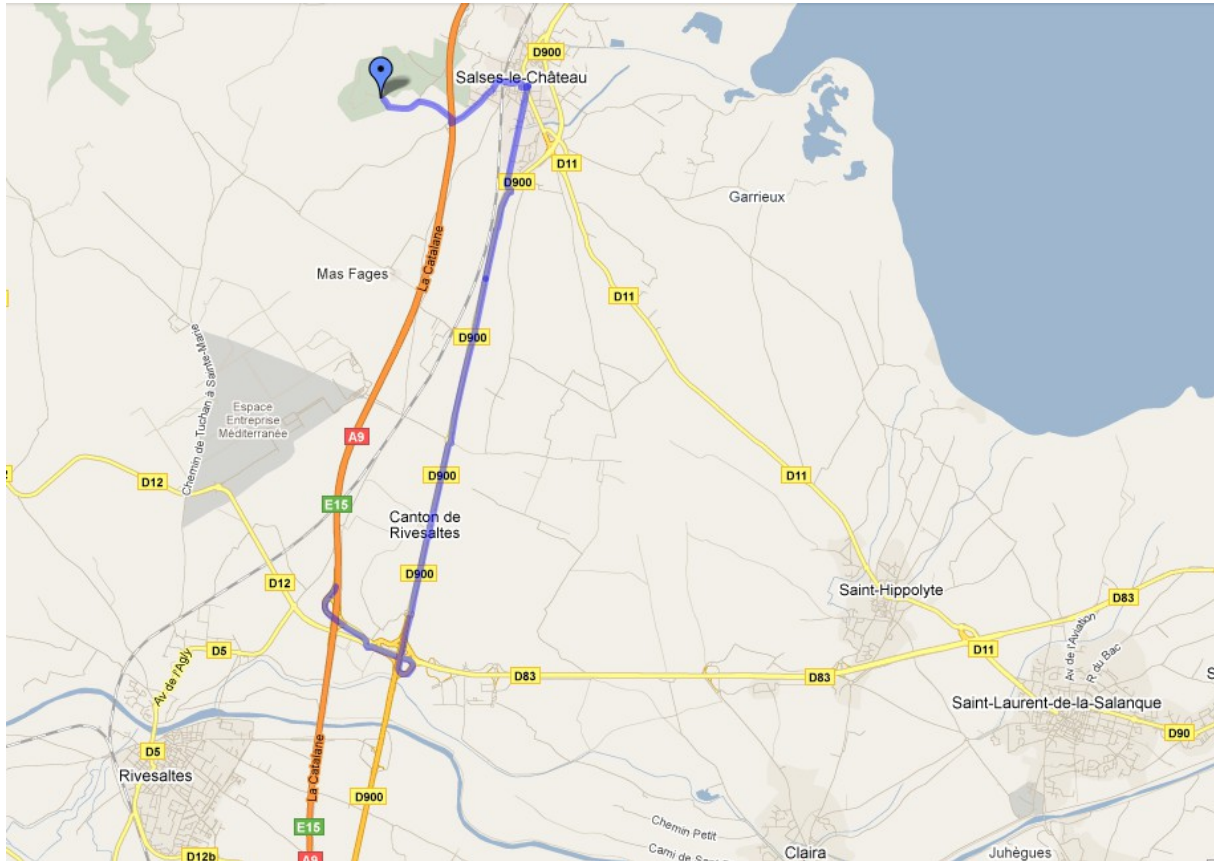 D900
Salses-le-Château
D11
D900
Garrieux
La Catalane
Mas Fages
D11
D900
Chemin de Tuchan à Sainte-Marie
Espace
Entreprise
Méditerranée
A9
D11
D900
D12
E15
Canton de
Rivesaltes
D900
D12
Saint-Hippolyte
D83
Av de l'Aviation
D5
D11
R du Bac
Av de l'Agly
D83
D83
Saint-Laurent-de-la-Salanque
D90
D5
Rivesaltes
La Catalane
D900
E15
Chemin Petit
D12b
A9
Claira
Juhègues